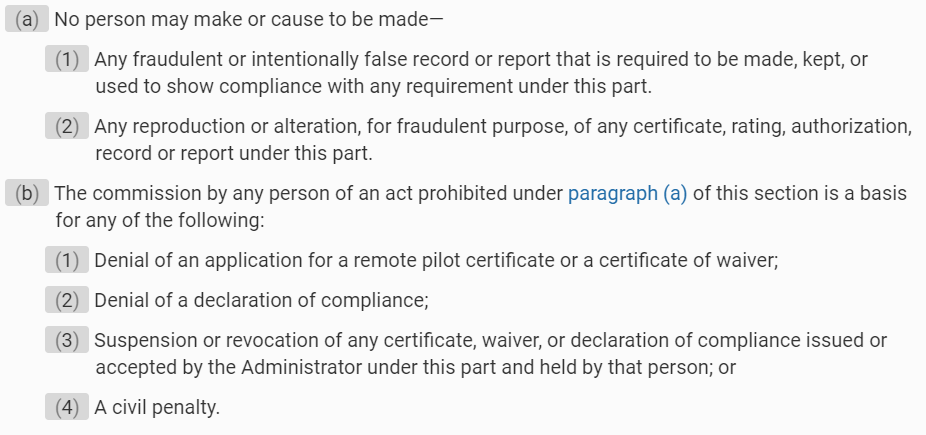 (a) No person may make or cause to be made—
(1) Any fraudulent or intentionally false record or report that is required to be made, kept, or
used to show compliance with any requirement under this part.
(2) Any reproduction or alteration, for fraudulent purpose, of any certificate, rating, authorization,
record or report under this part.
(b) The commission by any person of an act prohibited under paragraph (a) of this section is a basis
for any of the following:
(1) Denial of an application for a remote pilot certificate or a certificate of waiver;
(2) Denial of a declaration of compliance;
(3) Suspension or revocation of any certificate, waiver, or declaration of compliance issued or
accepted by the Administrator under this part and held by that person; or
(4) A civil penalty.